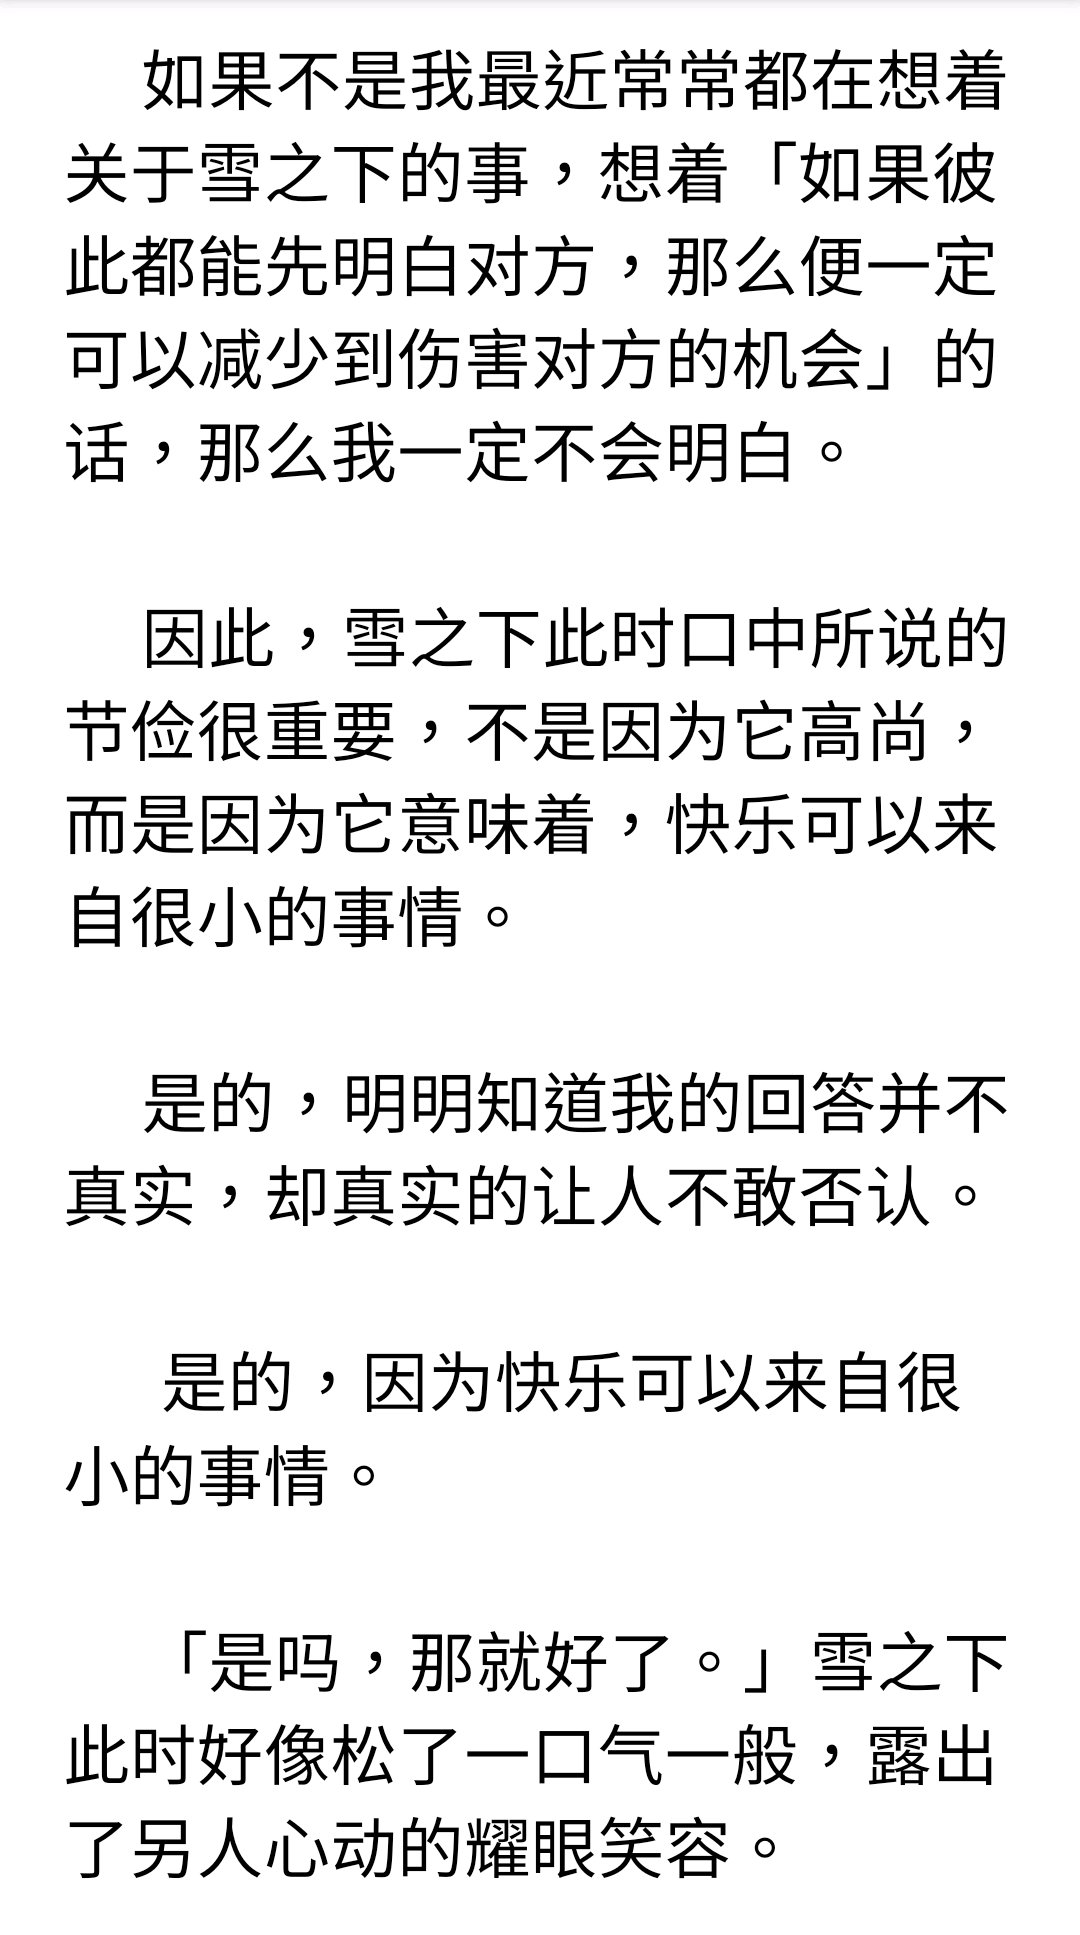 如果不是我最近常常都在想着
关于雪之下的事，想着「如果彼
此都能先明白对方，那么便一定
可以减少到伤害对方的机会」的
话，那么我一定不会明白。
因此，雪之下此时口中所说的
节俭很重要，不是因为它高尚，
而是因为它意味着，快乐可以来
自很小的事情。
是的，明明知道我的回答并不
真实，却真实的让人不敢否认。
是的，因为快乐可以来自很
小的事情。
「是吗，那就好了。」雪之下
此时好像松了一口气一般，露出
了另人心动的耀眼笑容。